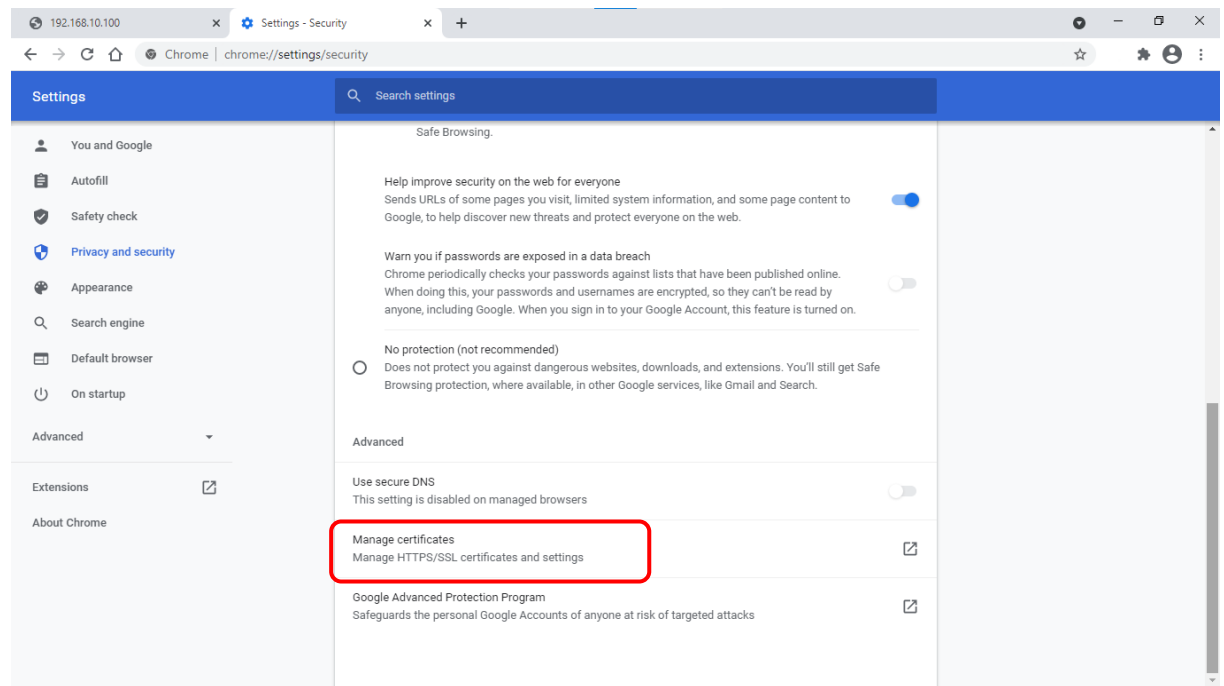 192.168.10.100
Settings - Security
Chrome | chrome://settings/security
Settings
Search settings
You and Google
Autofill
Safety check
Privacy and security
Appearance
Search engine
Default browser
On startup
Advanced
Extensions
About Chrome
Safe Browsing.
Help improve security on the web for everyone
Sends URLs of some pages you visit, limited system information, and some page content to
Google, to help discover new threats and protect everyone on the web.
Warn you if passwords are exposed in a data breach
Chrome periodically checks your passwords against lists that have been published online.
When doing this, your passwords and usernames are encrypted, so they can't be read by
anyone, including Google. When you sign in to your Google Account, this feature is turned on.
No protection (not recommended)
Does not protect you against dangerous websites, downloads, and extensions. You'll still get Safe
Browsing protection, where available, in other Google services, like Gmail and Search.
Advanced
Use secure DNS
This setting is disabled on managed browsers
Manage certificates
Manage HTTPS/SSL certificates and settings
Google Advanced Protection Program
Safeguards the personal Google Accounts of anyone at risk of targeted attacks